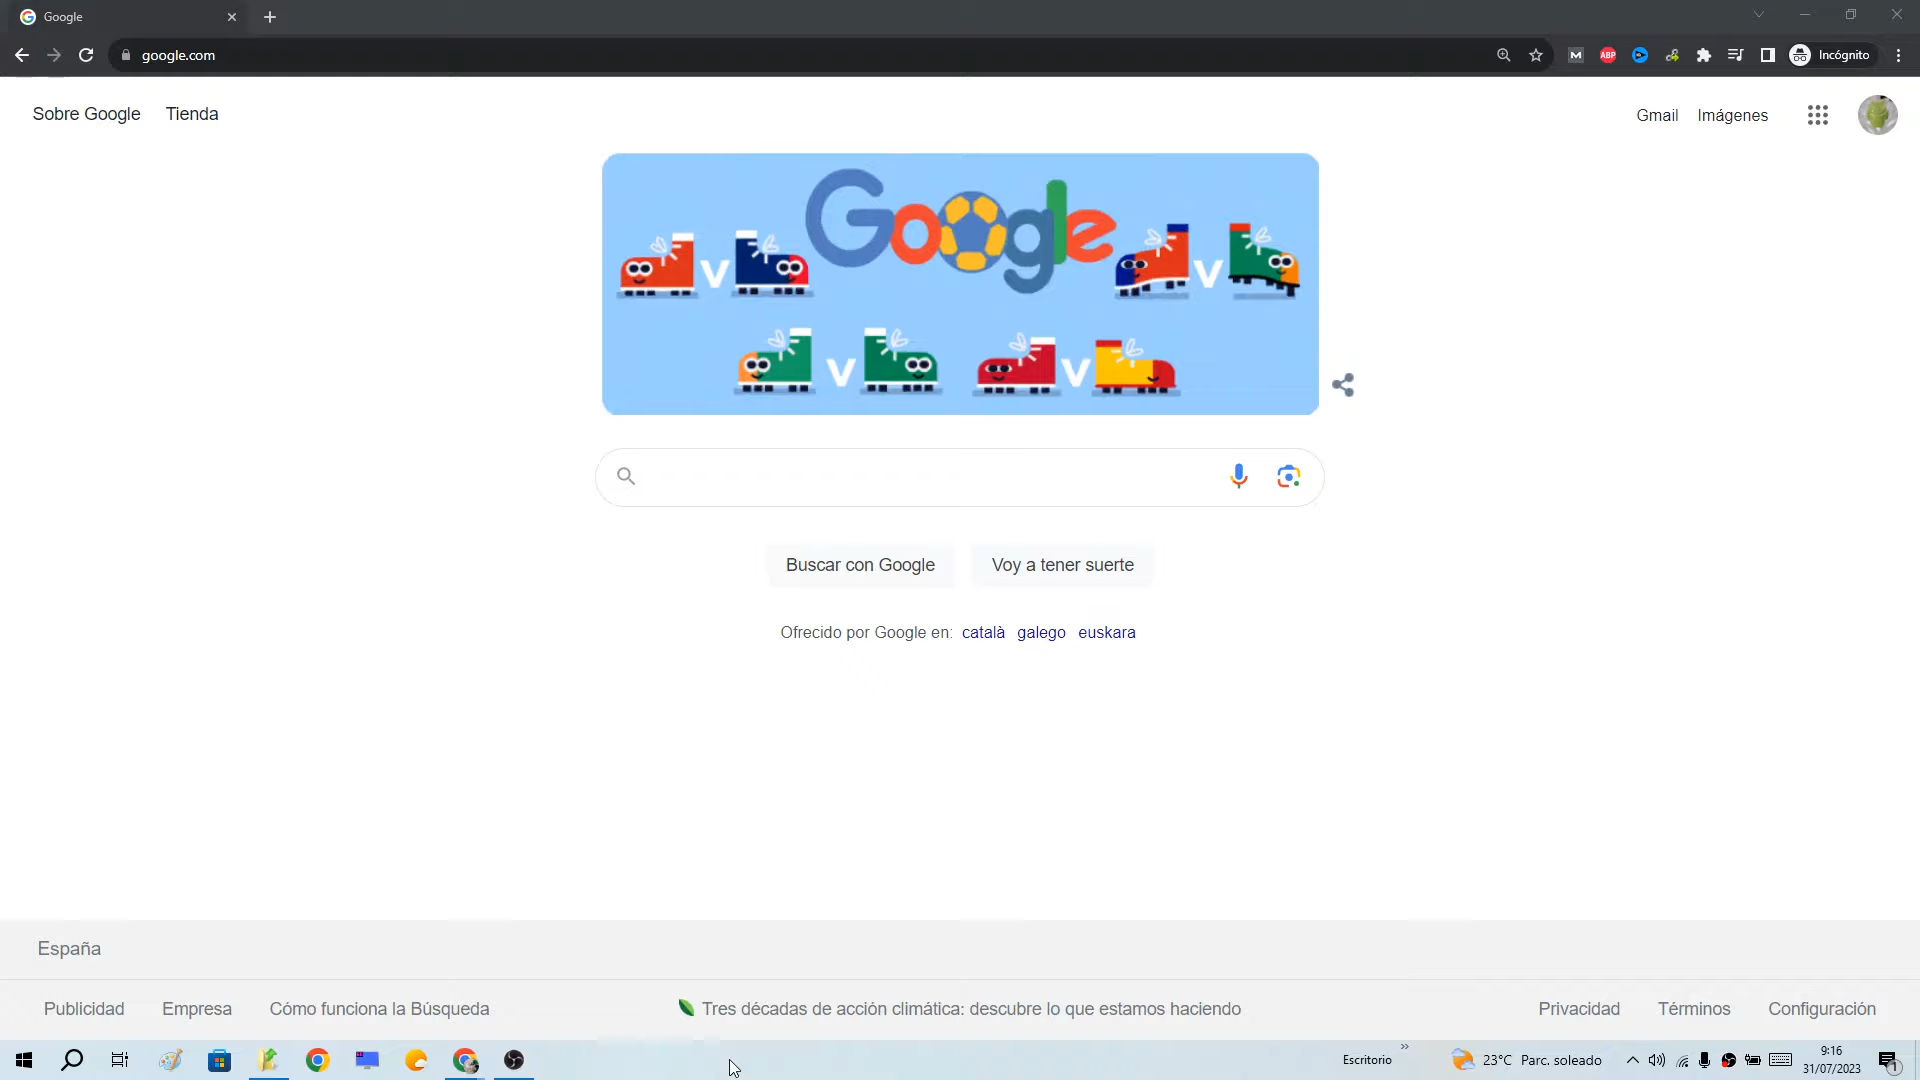 Google
google.com
Incógnito
Sobre Google Tienda
Gmail Imágenes
Google
V V
V V
Buscar con Google Voy a tener suerte
Ofrecido por Google en: català galego euskara
España
Publicidad Empresa Cómo funciona la Búsqueda Tres décadas de acción climática: descubre lo que estamos haciendo Privacidad Términos Configuración
Escritorio » 23°C Parc. soleado 9:16
31/07/2023 1
M ABP